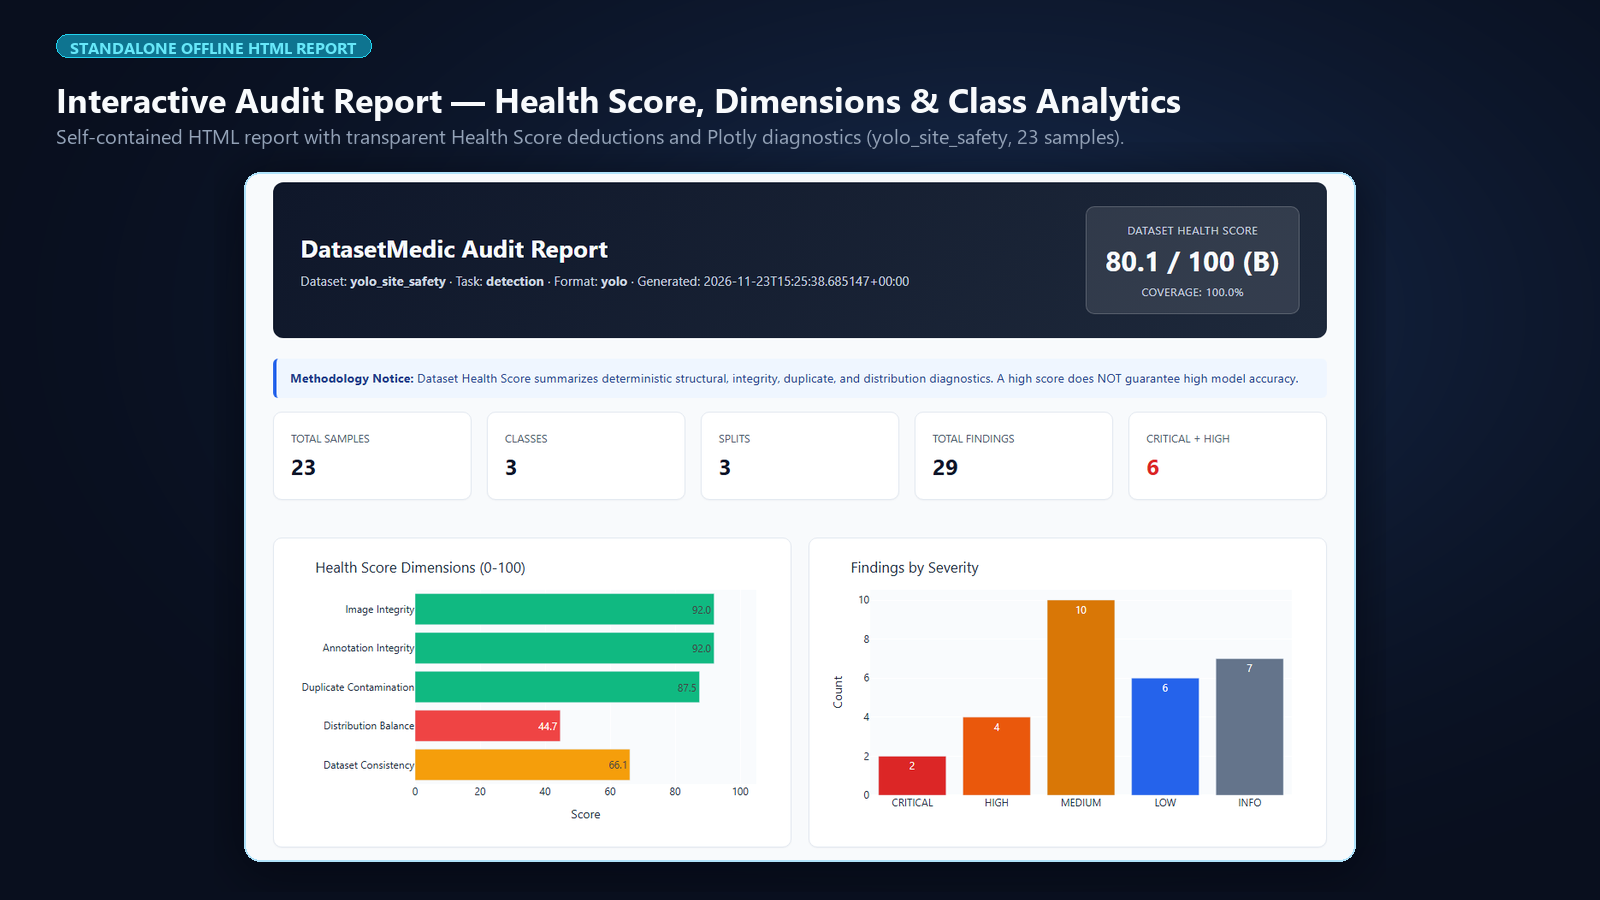 STANDALONE OFFLINE HTML REPORT
Interactive Audit Report — Health Score, Dimensions & Class Analytics
Self-contained HTML report with transparent Health Score deductions and Plotly diagnostics (yolo_site_safety, 23 samples).
DatasetMedic Audit Report
Dataset: yolo_site_safety · Task: detection · Format: yolo · Generated: 2026-11-23T15:25:38.685147+00:00
DATASET HEALTH SCORE
80.1 / 100 (B)
COVERAGE: 100.0%
Methodology Notice: Dataset Health Score summarizes deterministic structural, integrity, duplicate, and distribution diagnostics. A high score does NOT guarantee high model accuracy.
TOTAL SAMPLES
23
CLASSES
3
SPLITS
3
TOTAL FINDINGS
29
CRITICAL + HIGH
6
Health Score Dimensions (0-100)
Image Integrity 92.0
Annotation Integrity 92.0
Duplicate Contamination 87.5
Distribution Balance 44.7
Dataset Consistency 66.1
0 20 40 60 80 100
Score
Findings by Severity
Count
10
8
6
4
2
0
2 4 10 6 7
CRITICAL HIGH MEDIUM LOW INFO